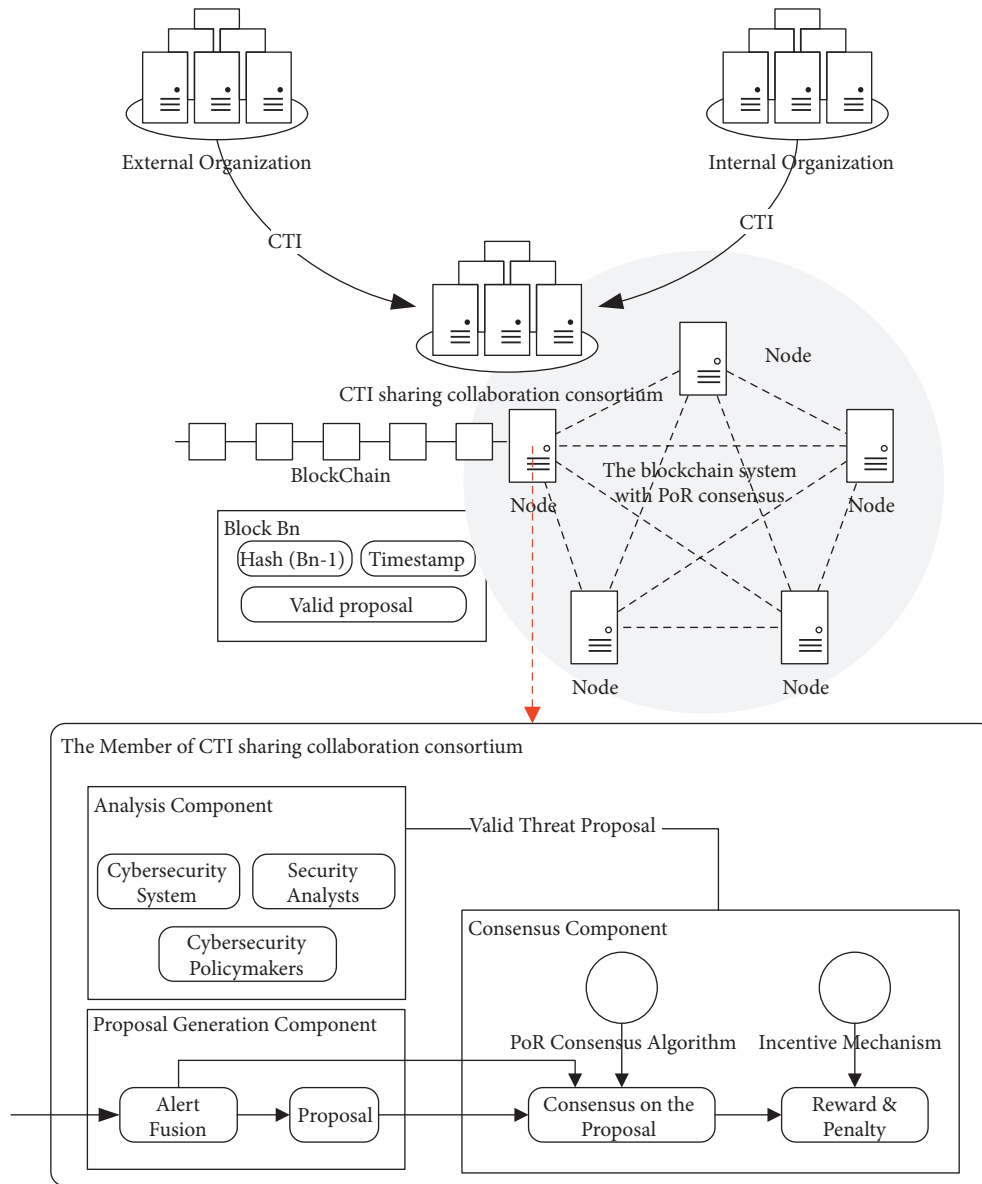 External Organization
Internal Organization
CTI
CTI
CTI sharing collaboration consortium
Node
BlockChain
The blockchain system
with PoR consensus
Node
Node
Block Bn
Hash (Bn-1)
Timestamp
Valid proposal
Node
Node
The Member of CTI sharing collaboration consortium
Analysis Component
Valid Threat Proposal
Cybersecurity
System
Security
Analysts
Cybersecurity
Policymakers
Consensus Component
Proposal Generation Component
PoR Consensus Algorithm
Incentive Mechanism
Alert
Fusion
Proposal
Consensus on the
Proposal
Reward &
Penalty